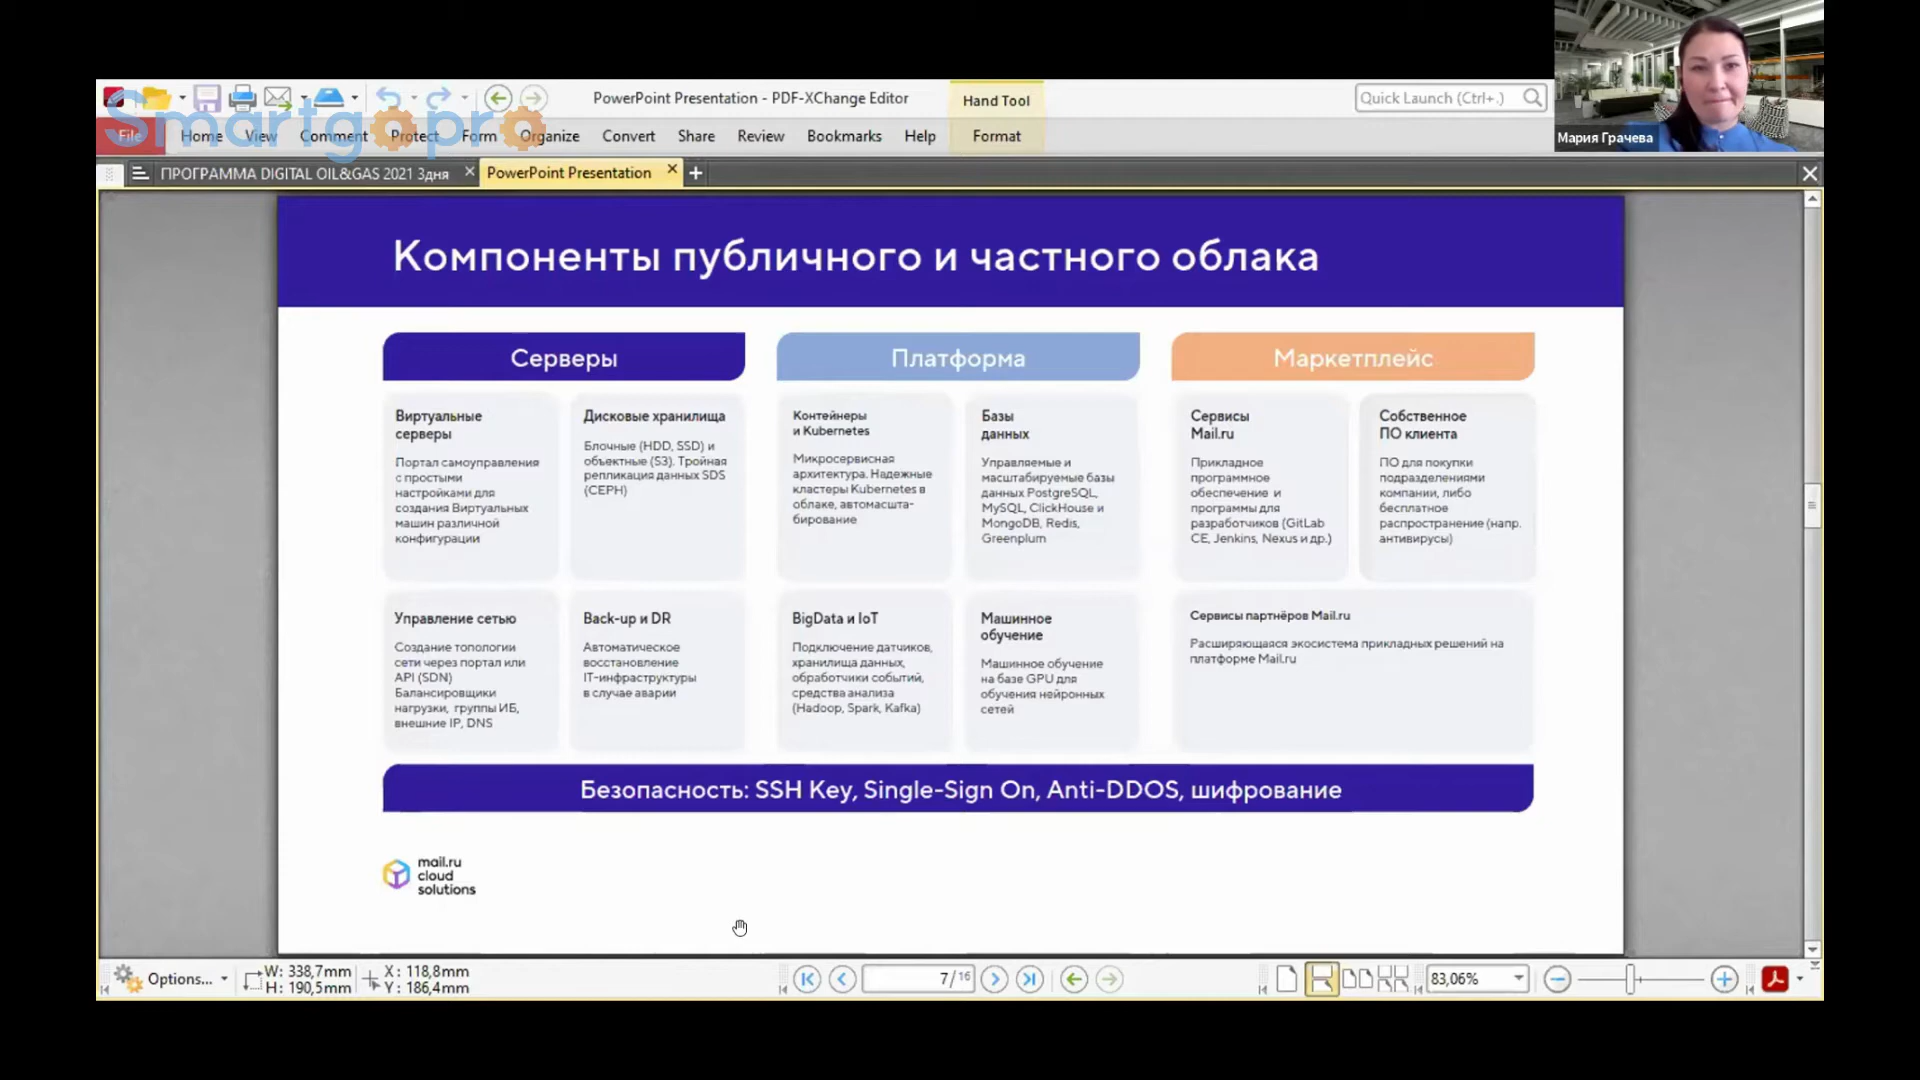 PowerPoint Presentation - PDF-XChange Editor
Hand Tool
Quick Launch (Ctrl+.)
Smartgopro
File
Home
View
Comment
Protect
Form
Organize
Convert
Share
Review
Bookmarks
Help
Format
Мария Грачева
ПРОГРАММА DIGITAL OIL&GAS 2021 3дня
PowerPoint Presentation
Компоненты публичного и частного облака
Серверы
Платформа
Маркетплейс
Виртуальные
серверы
Портал самоуправления
с простыми
настройками для
создания Виртуальных
машин различной
конфигурации
Дисковые хранилища
Блочные (HDD, SSD) и
объектные (S3). Тройная
репликация данных SDS
(CEPH)
Контейнеры
и Kubernetes
Микросервисная
архитектура. Надежные
кластеры Kubernetes в
облаке, автомасшта-
бирование
Базы
данных
Управляемые и
масштабируемые базы
данных PostgreSQL,
MySQL, ClickHouse и
MongoDB, Redis,
Greenplum
Сервисы
Mail.ru
Прикладное
программное
обеспечение и
программы для
разработчиков (GitLab
CE, Jenkins, Nexus и др.)
Собственное
ПО клиента
ПО для покупки
подразделениями
компании, либо
бесплатное
распространение (напр.
антивирусы)
Управление сетью
Создание топологии
сети через портал или
API (SDN)
Балансировщики
нагрузки, группы ИБ,
внешние IP, DNS
Back-up и DR
Автоматическое
восстановление
IT-инфраструктуры
в случае аварии
BigData и IoT
Подключение датчиков,
хранилища данных,
обработчики событий,
средства анализа
(Hadoop, Spark, Kafka)
Машинное
обучение
Машинное обучение
на базе GPU для
обучения нейронных
сетей
Сервисы партнёров Mail.ru
Расширяющаяся экосистема прикладных решений на
платформе Mail.ru
Безопасность: SSH Key, Single-Sign On, Anti-DDOS, шифрование
mail.ru
cloud
solutions
Options...
W: 338,7mm
H: 190,5mm
X: 118,8mm
Y: 186,4mm
7/16
83,06%